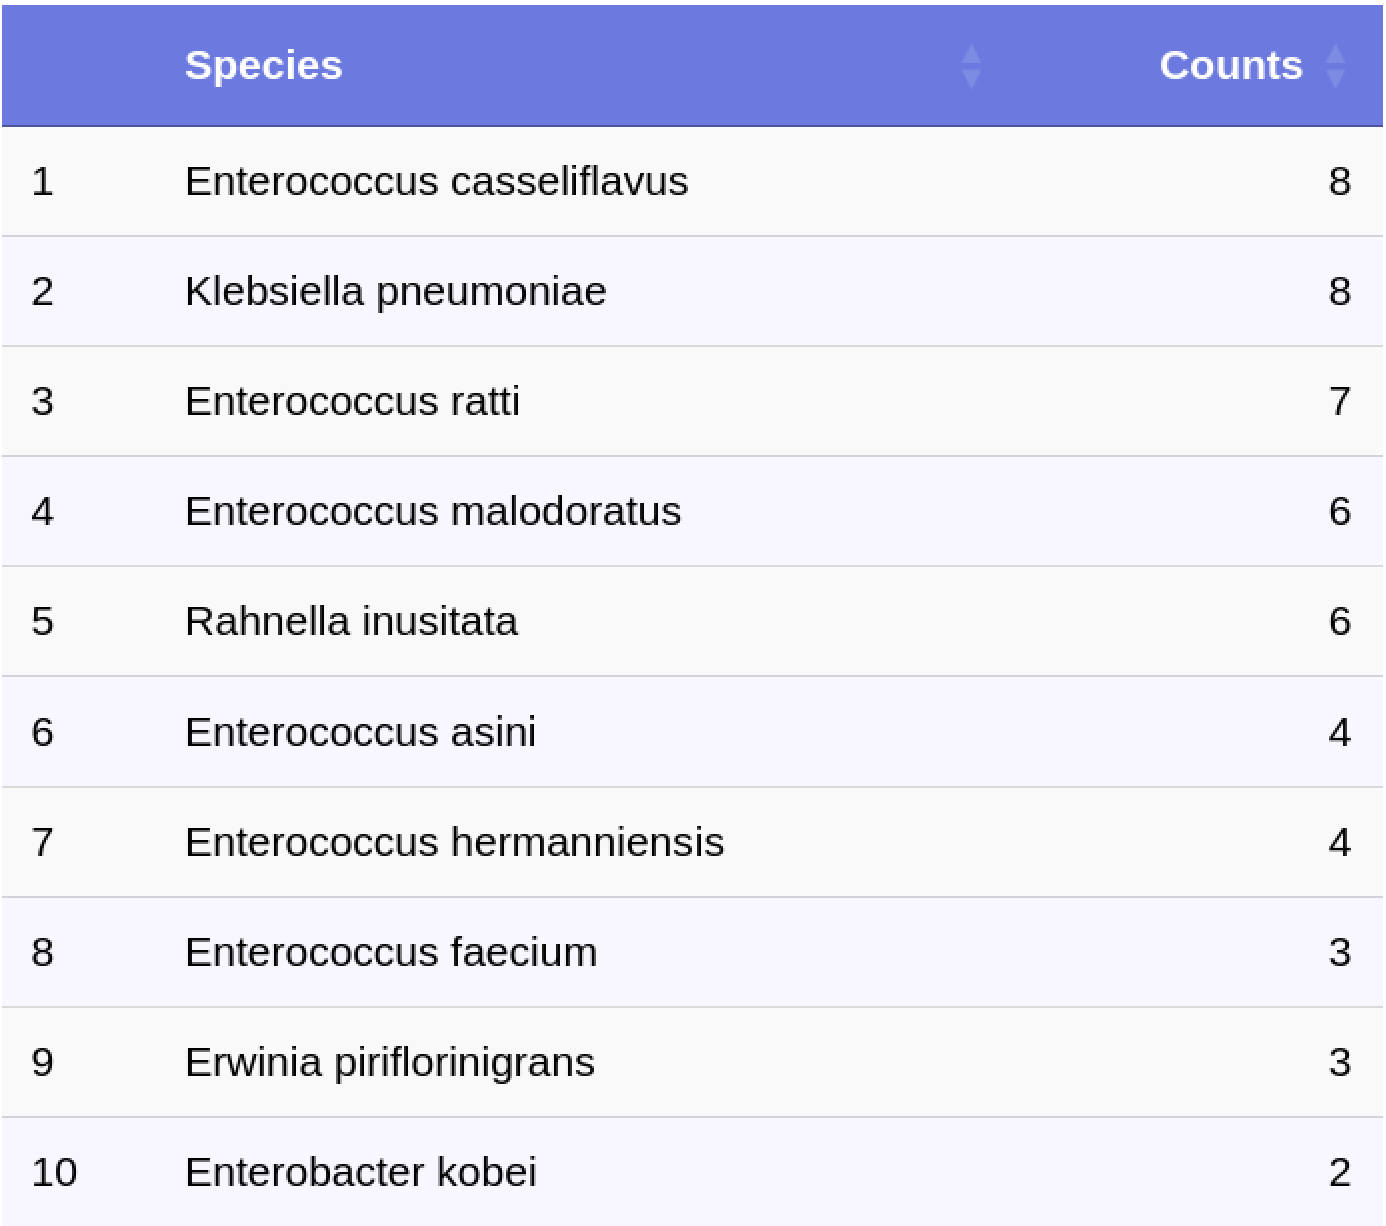 Species Counts
1 Enterococcus casseliflavus 8
2 Klebsiella pneumoniae 8
3 Enterococcus ratti 7
4 Enterococcus malodoratus 6
5 Rahnella inusitata 6
6 Enterococcus asini 4
7 Enterococcus hermanniensis 4
8 Enterococcus faecium 3
9 Erwinia piriflorinigrans 3
10 Enterobacter kobei 2